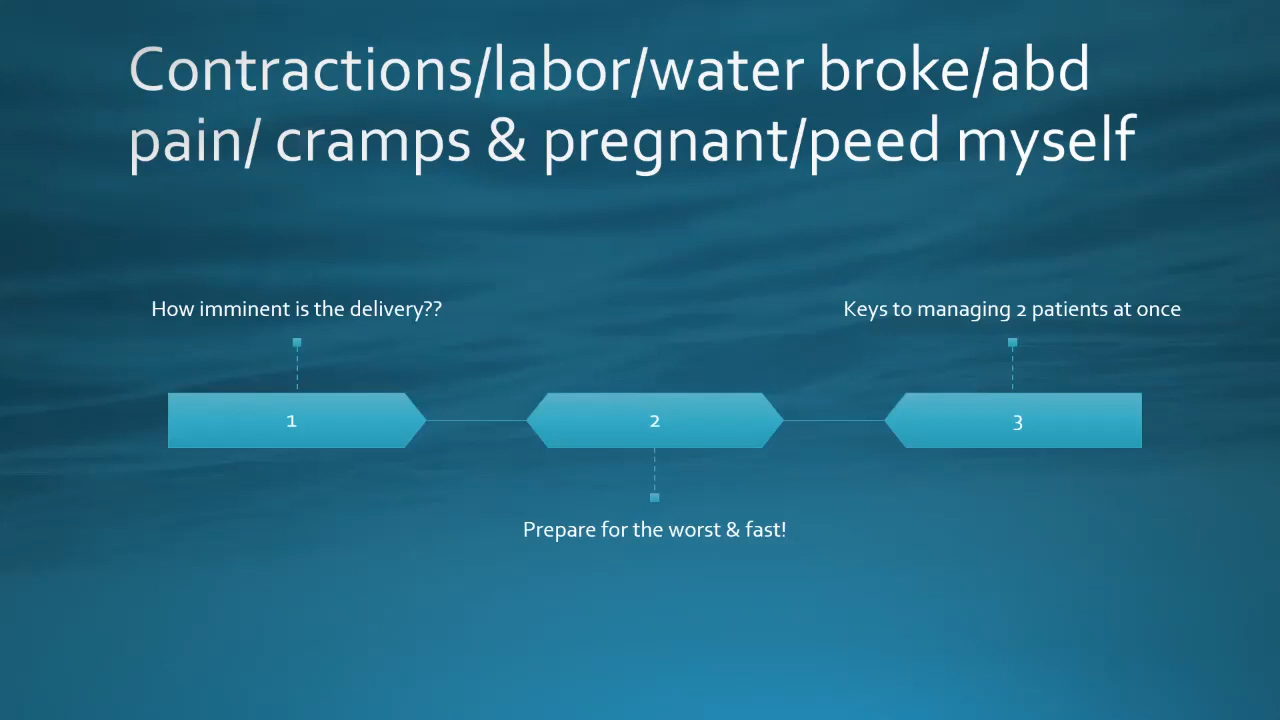 Contractions/labor/water broke/abd
pain/ cramps & pregnant/peed myself
How imminent is the delivery??
Keys to managing 2 patients at once
1
2
3
Prepare for the worst & fast!